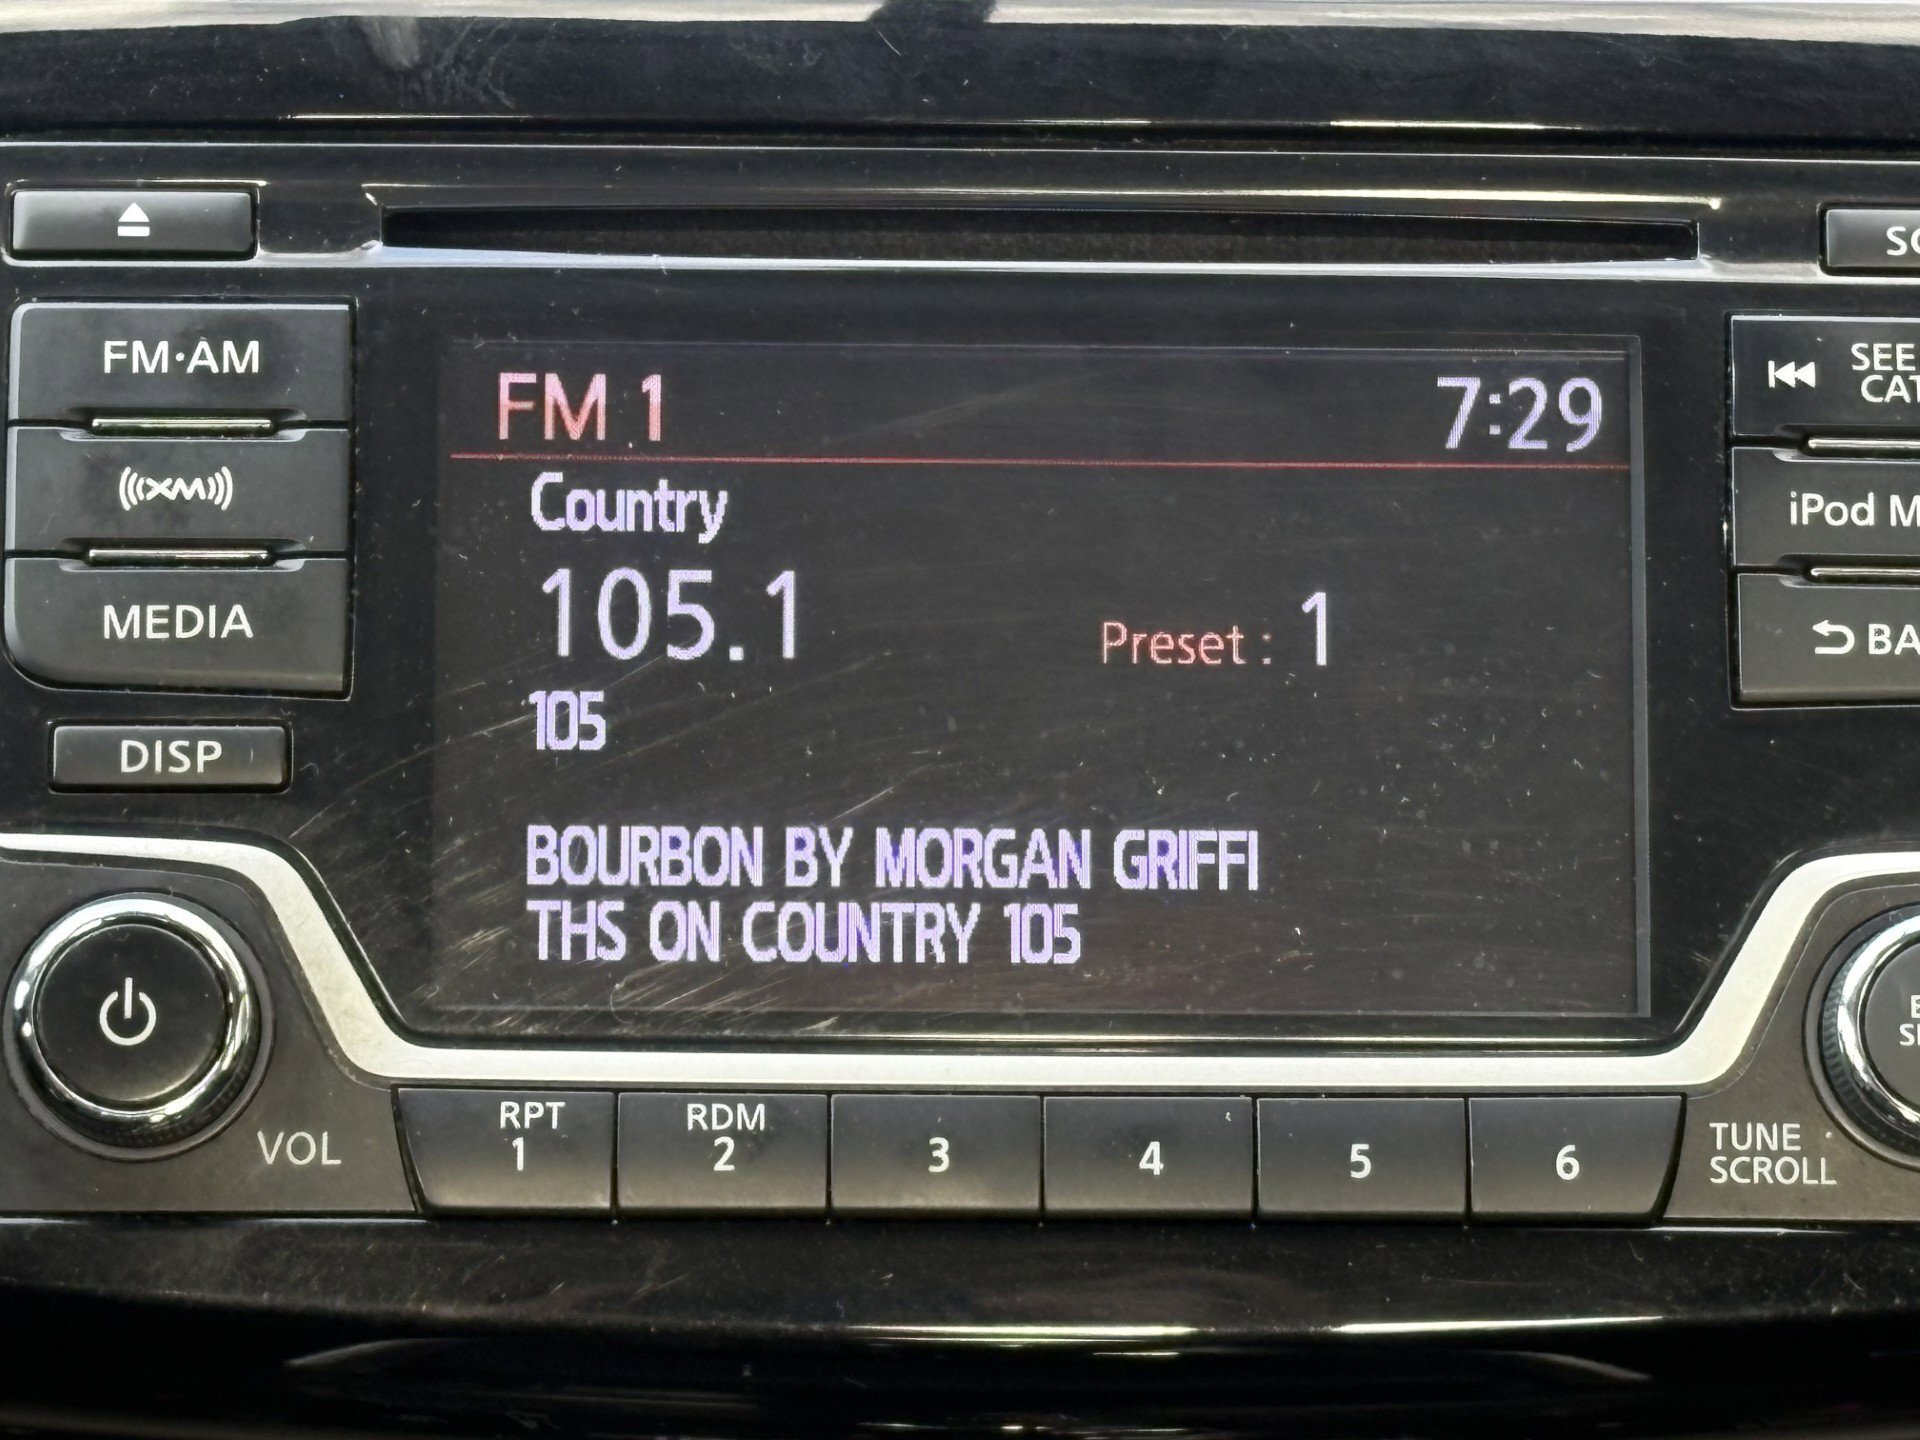 FM·AM
XM
MEDIA
DISP
VOL
FM 1
7:29
Country
105.1
Preset : 1
105
BOURBON BY MORGAN GRIFFI
THS ON COUNTRY 105
RPT
1
RDM
2
3
4
5
6
iPod
TUNE
SCROLL